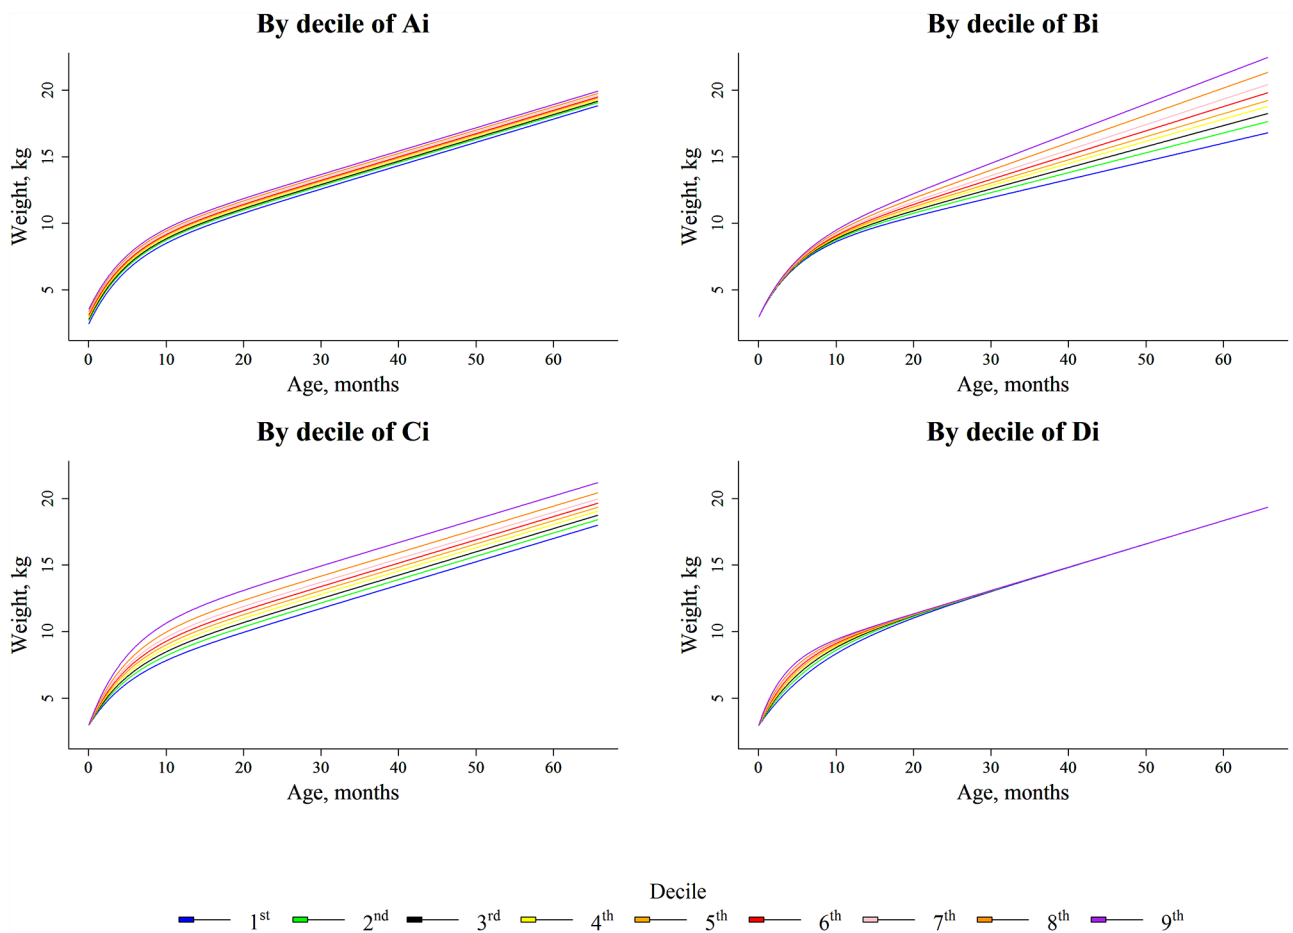 By decile of Ai
By decile of Bi
Weight, kg
5
10
15
20
0 10 20 30 40 50 60
Age, months
Weight, kg
5
10
15
20
0 10 20 30 40 50 60
Age, months
By decile of Ci
By decile of Di
Weight, kg
5
10
15
20
0 10 20 30 40 50 60
Age, months
Weight, kg
5
10
15
20
0 10 20 30 40 50 60
Age, months
Decile
1st 2nd 3rd 4th 5th 6th 7th 8th 9th